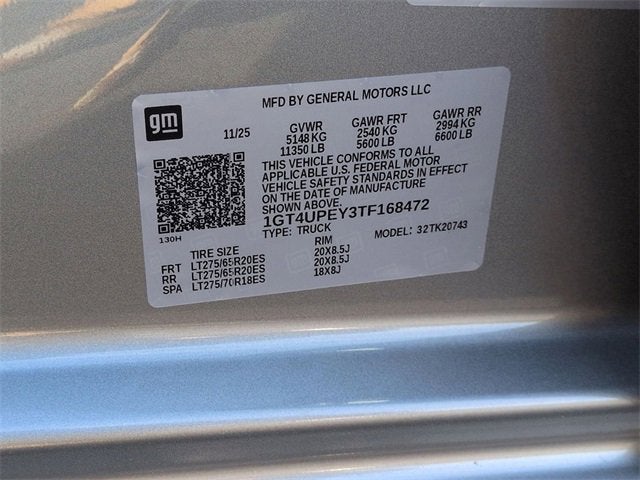 MFD BY GENERAL MOTORS LLC
gm
11/25
GVWR
5148 KG
11350 LB
GAWR FRT
2540 KG
5600 LB
GAWR RR
2994 KG
6600 LB
THIS VEHICLE CONFORMS TO ALL
APPLICABLE U.S. FEDERAL MOTOR
VEHICLE SAFETY STANDARDS IN EFFECT
ON THE DATE OF MANUFACTURE
SHOWN ABOVE.
1GT4UPEY3TF168472
TYPE: TRUCK
MODEL: 32TK20743
130H
TIRE SIZE RIM
FRT LT275/65R20ES 20X8.5J
RR LT275/65R20ES 20X8.5J
SPA LT275/70R18ES 18X8J